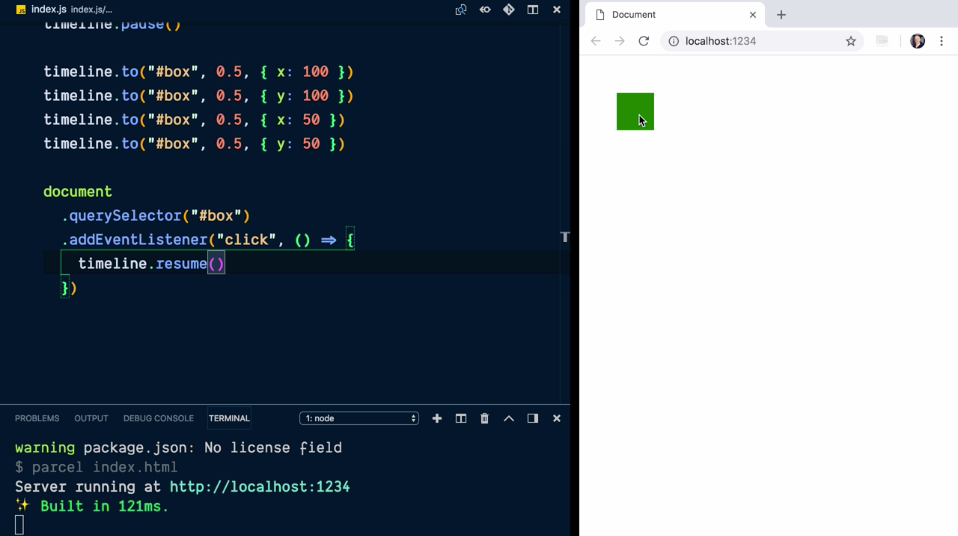 index.js index.js/...
timeline.pause()
timeline.to("#box", 0.5, { x: 100 })
timeline.to("#box", 0.5, { y: 100 })
timeline.to("#box", 0.5, { x: 50 })
timeline.to("#box", 0.5, { y: 50 })
document
.querySelector("#box")
.addEventListener("click", () => {
timeline.resume()
})
PROBLEMS OUTPUT DEBUG CONSOLE TERMINAL 1: node
warning package.json: No license field
$ parcel index.html
Server running at http://localhost:1234
✨ Built in 121ms.
Document
localhost:1234